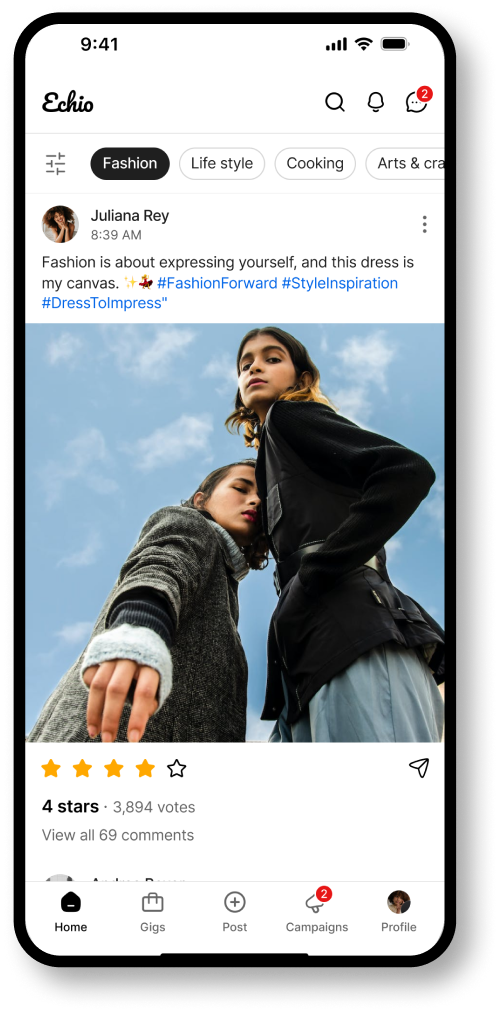 9:41
Echio
2
Fashion
Life style
Cooking
Arts & cra
Juliana Rey
8:39 AM
Fashion is about expressing yourself, and this dress is
my canvas. ✨💃 #FashionForward #StyleInspiration
#DressToImpress"
4 stars · 3,894 votes
View all 69 comments
2
Home
Gigs
Post
Campaigns
Profile